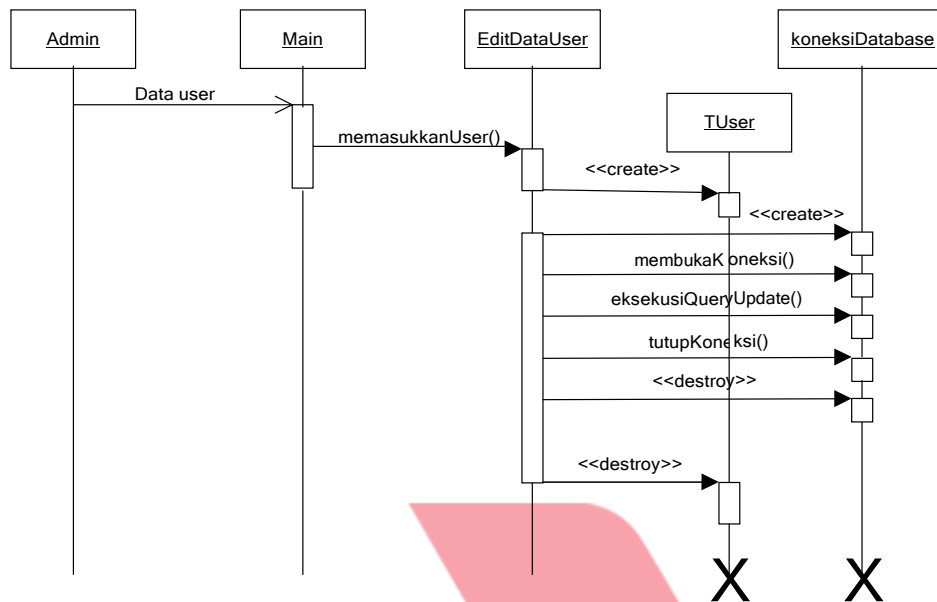 Admin
Main
EditDataUser
koneksiDatabase
Data user
TUser
memasukkanUser()
<<create>>
<<create>>
membukaKoneksi()
eksekusiQueryUpdate()
tutupKoneksi()
<<destroy>>
<<destroy>>
X X